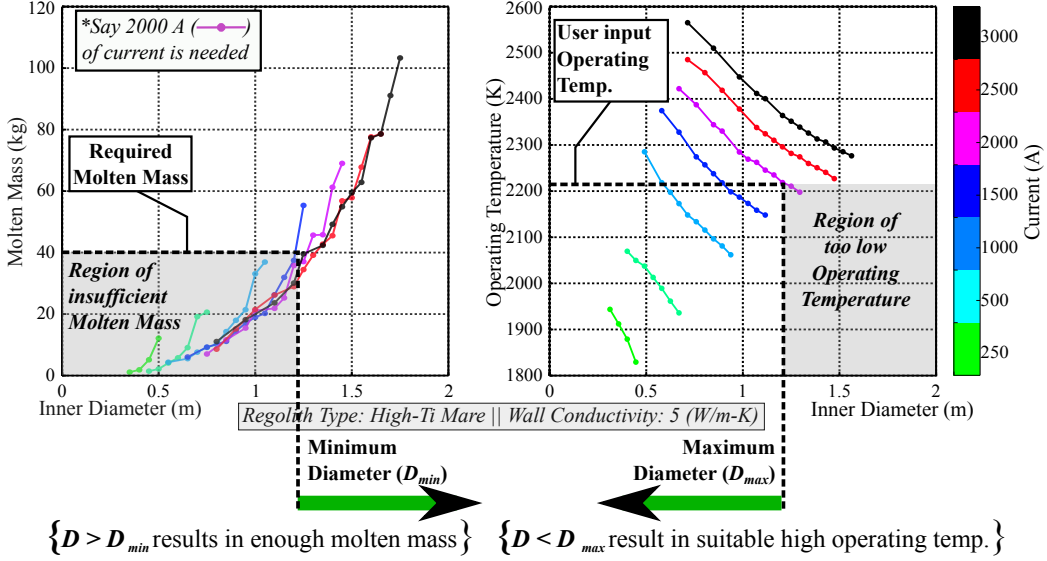 *Say 2000 A ( )
of current is needed
Required
Molten Mass
Region of
insufficient
Molten Mass
Molten Mass (kg)
120
100
80
60
40
20
0
0
0.5
1
1.5
2
Inner Diameter (m)
User input
Operating
Temp.
Region of
too low
Operating
Temperature
Operating Temperature (K)
2600
2500
2400
2300
2200
2100
2000
1900
1800
0
0.5
1
1.5
2
Inner Diameter (m)
3000
2500
2000
1500
1000
500
250
Current (A)
Regolith Type: High-Ti Mare || Wall Conductivity: 5 (W/m-K)
Minimum
Diameter (D min)
Maximum
Diameter (D max)
{D > D min results in enough molten mass}
{D < D max result in suitable high operating temp.}